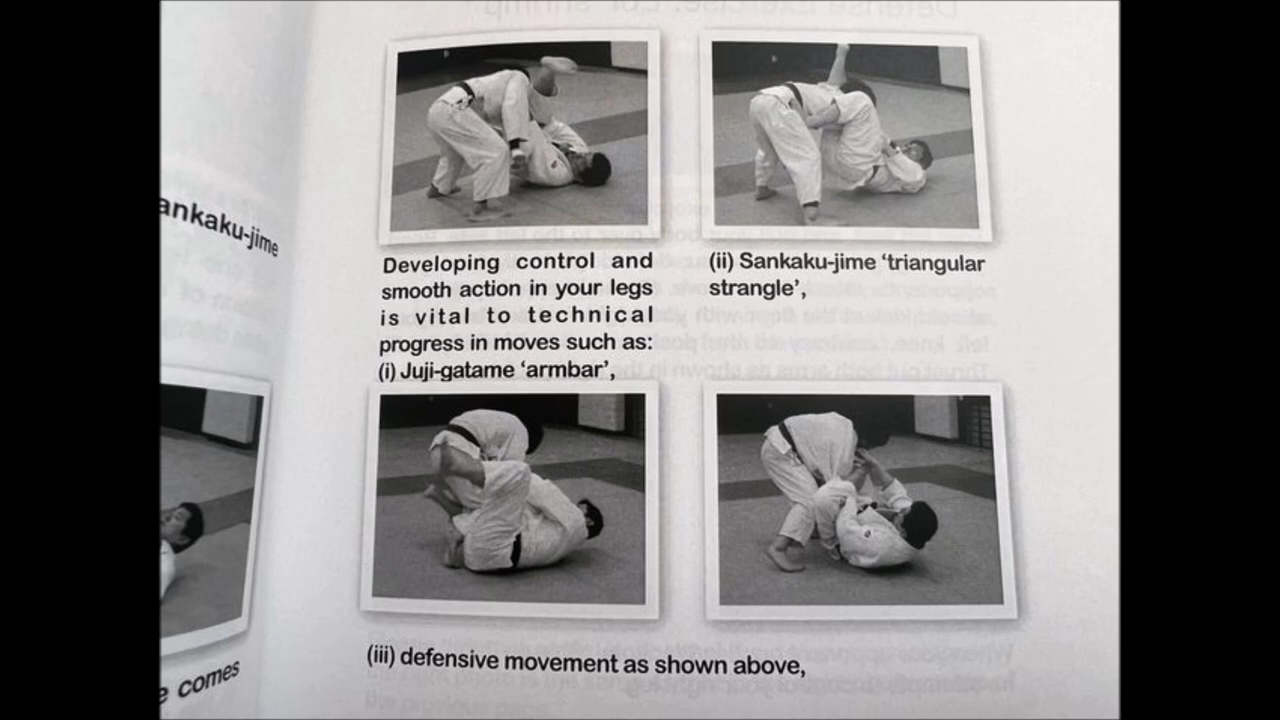 ankaku-jime
e comes
Developing control and
smooth action in your legs
is vital to technical
progress in moves such as:
(i) Juji-gatame ‘armbar’,
(ii) Sankaku-jime ‘triangular
strangle’,
(iii) defensive movement as shown above,